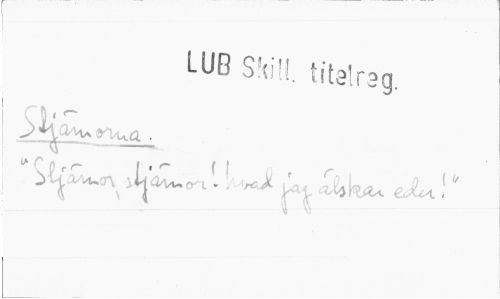 LUB Skill. titelreg.
Stjärnorna.
"Stjärnor, stjärnor! hvad jag älskar eder!"